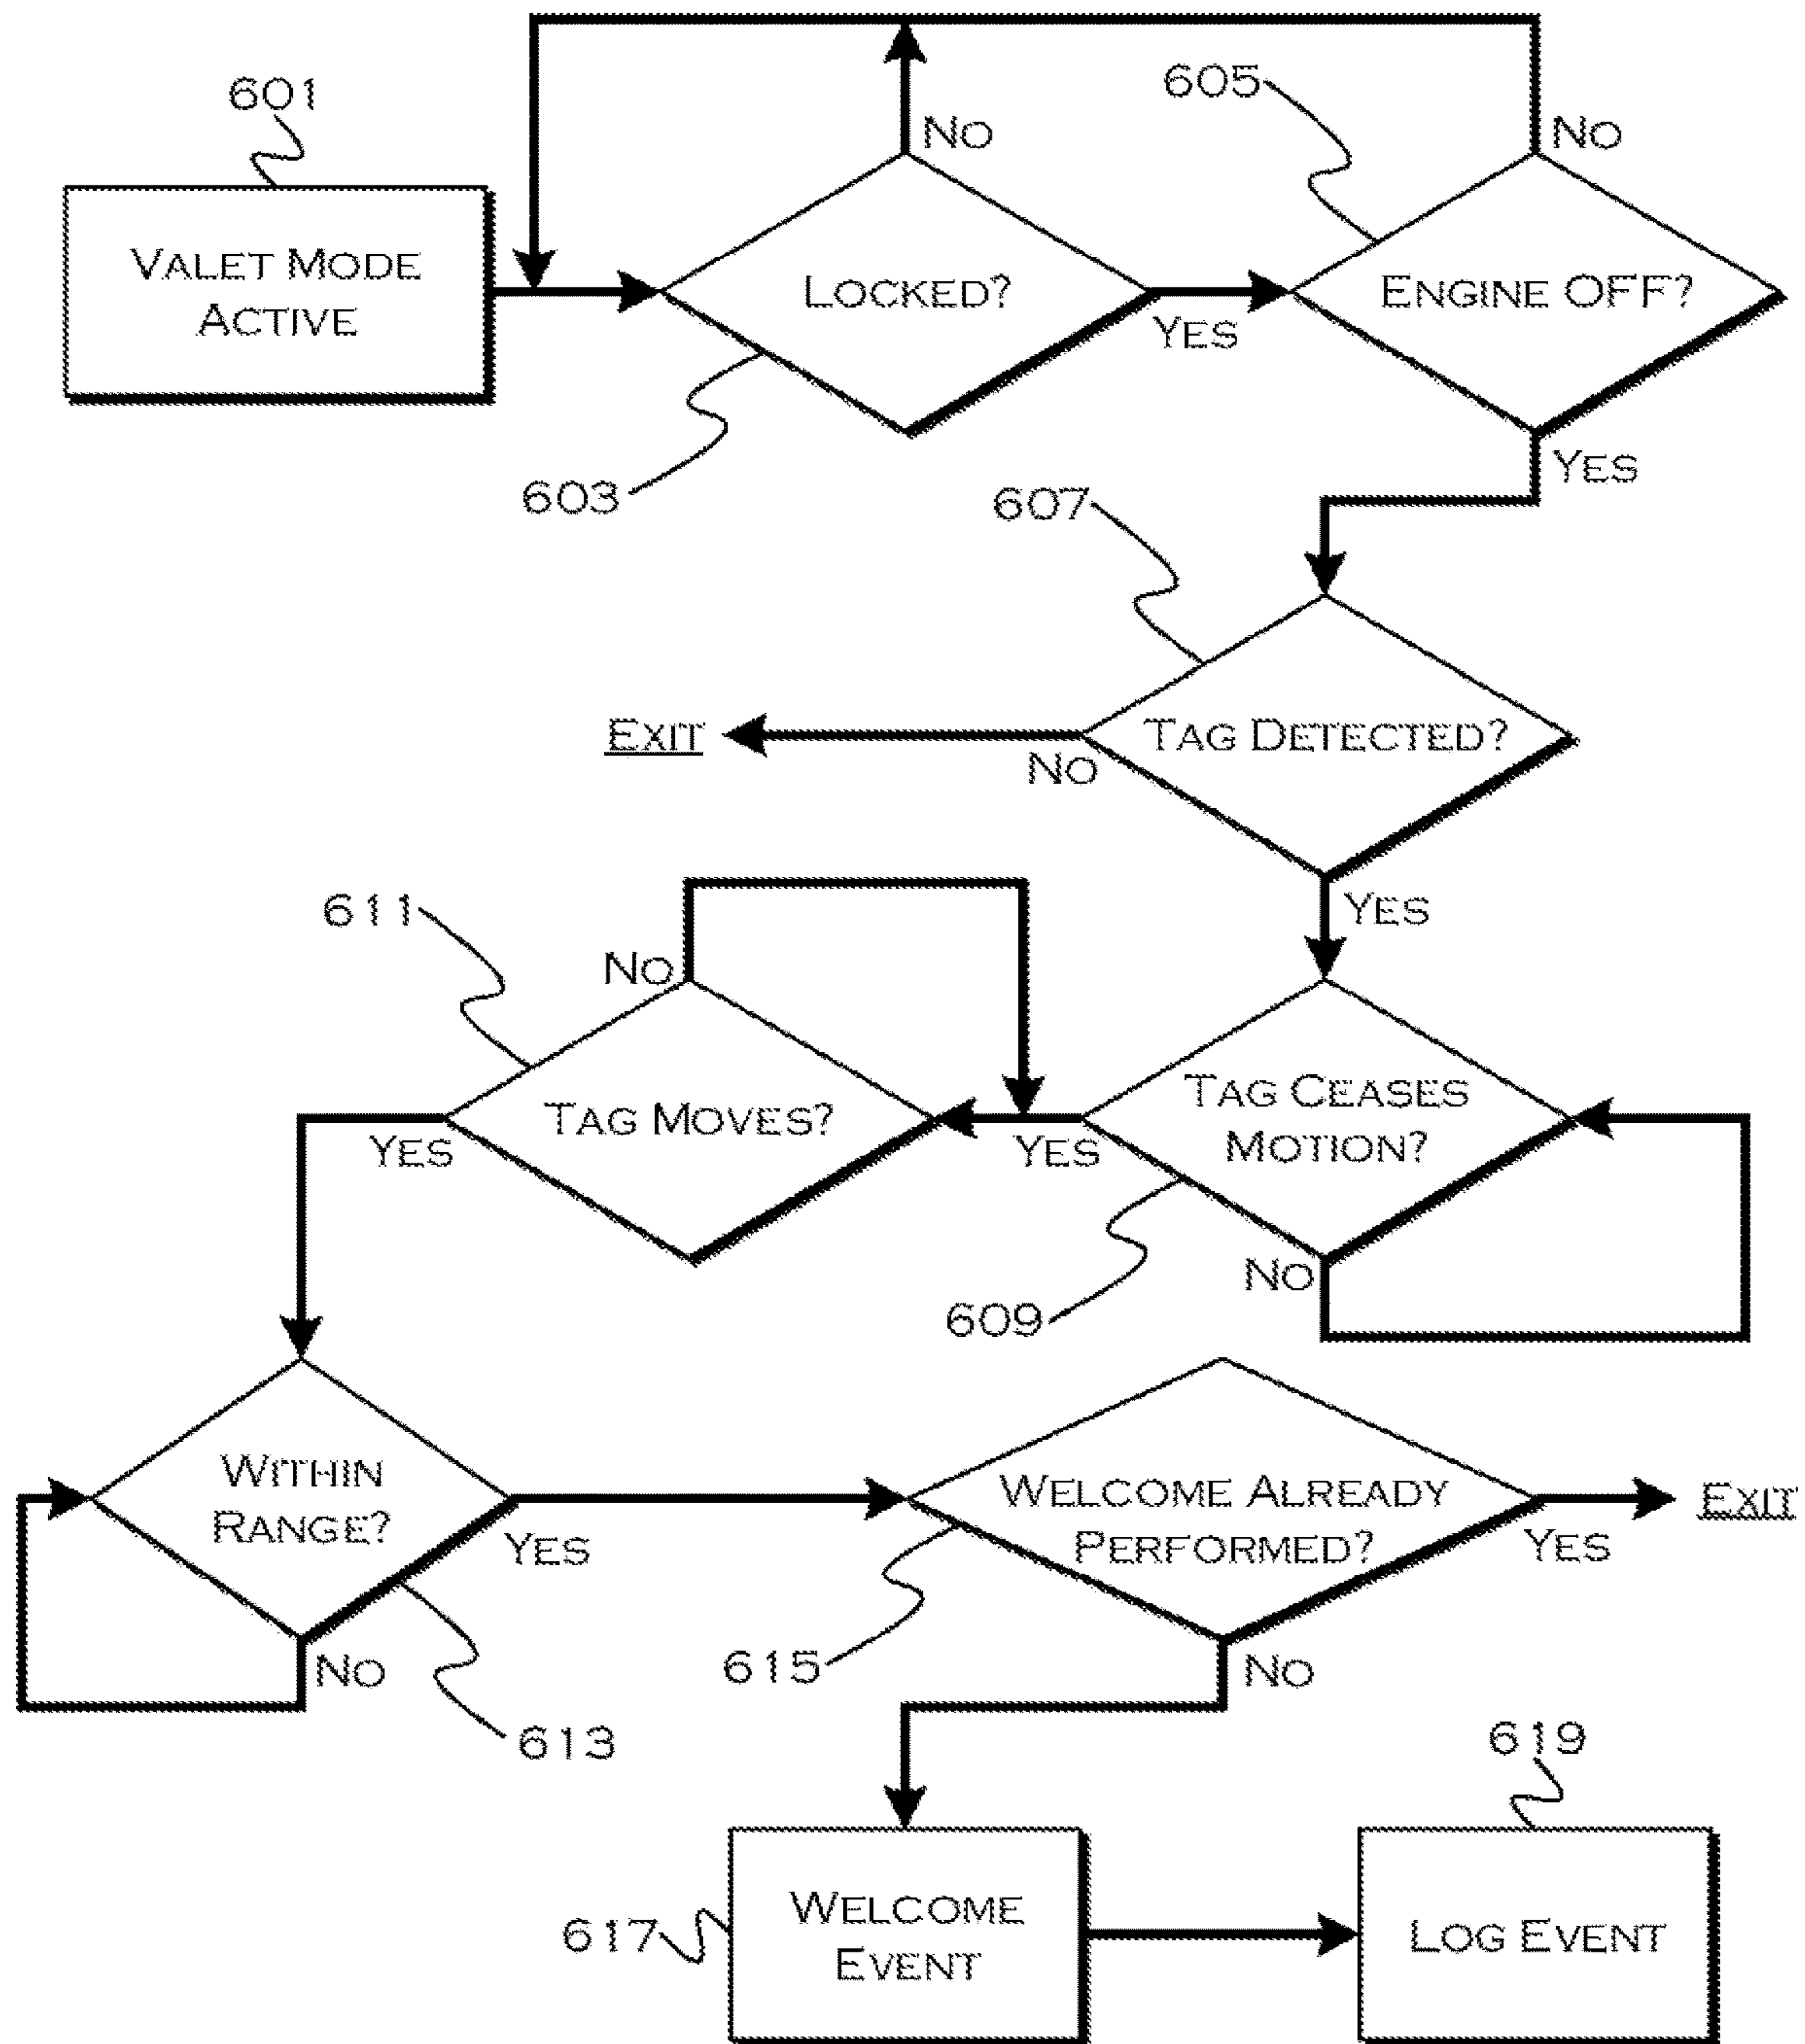 601
605
No
No
Valet Mode
Active
Locked?
Engine OFF?
Yes
Yes
603
607
Exit
Tag Detected?
No
611
Yes
No
Tag Moves?
Tag Ceases
Motion?
Yes
Yes
609
No
Within
Range?
Welcome Already
Performed?
Exit
Yes
Yes
No
615
No
613
619
617
Welcome
Event
Log Event